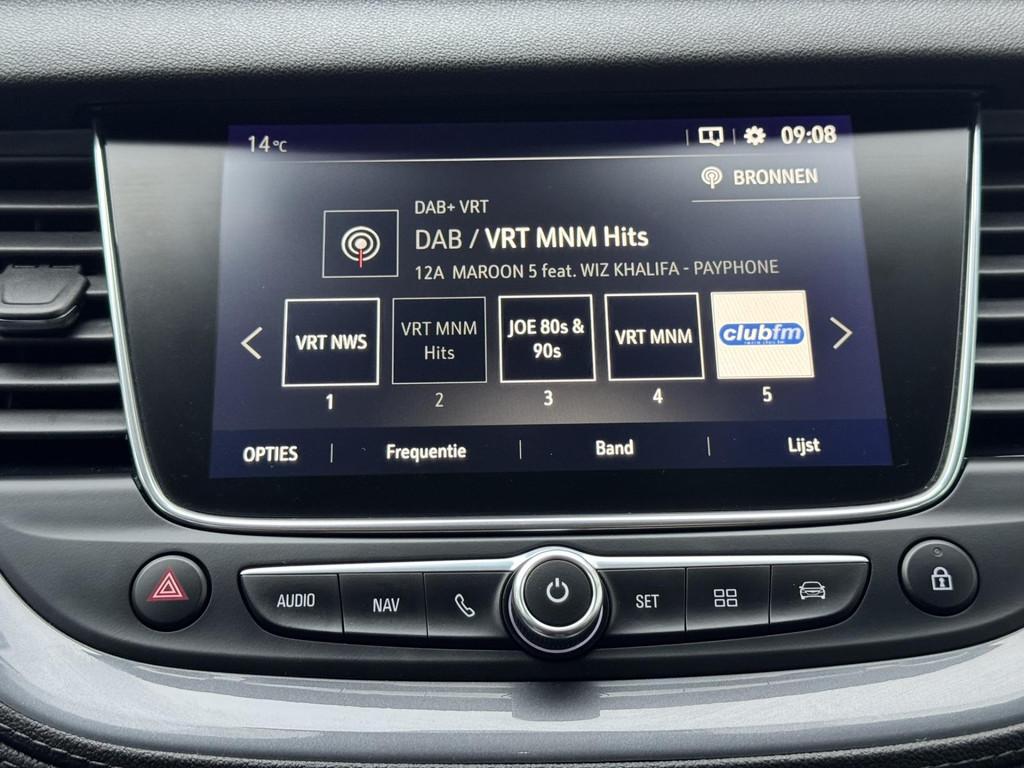 14°C
09:08
BRONNEN
DAB+ VRT
DAB / VRT MNM Hits
12A MAROON 5 feat. WIZ KHALIFA - PAYPHONE
VRT NWS
VRT MNM
Hits
JOE 80s &
90s
VRT MNM
clubfm
1 2 3 4 5
OPTIES Frequentie Band Lijst
AUDIO NAV SET